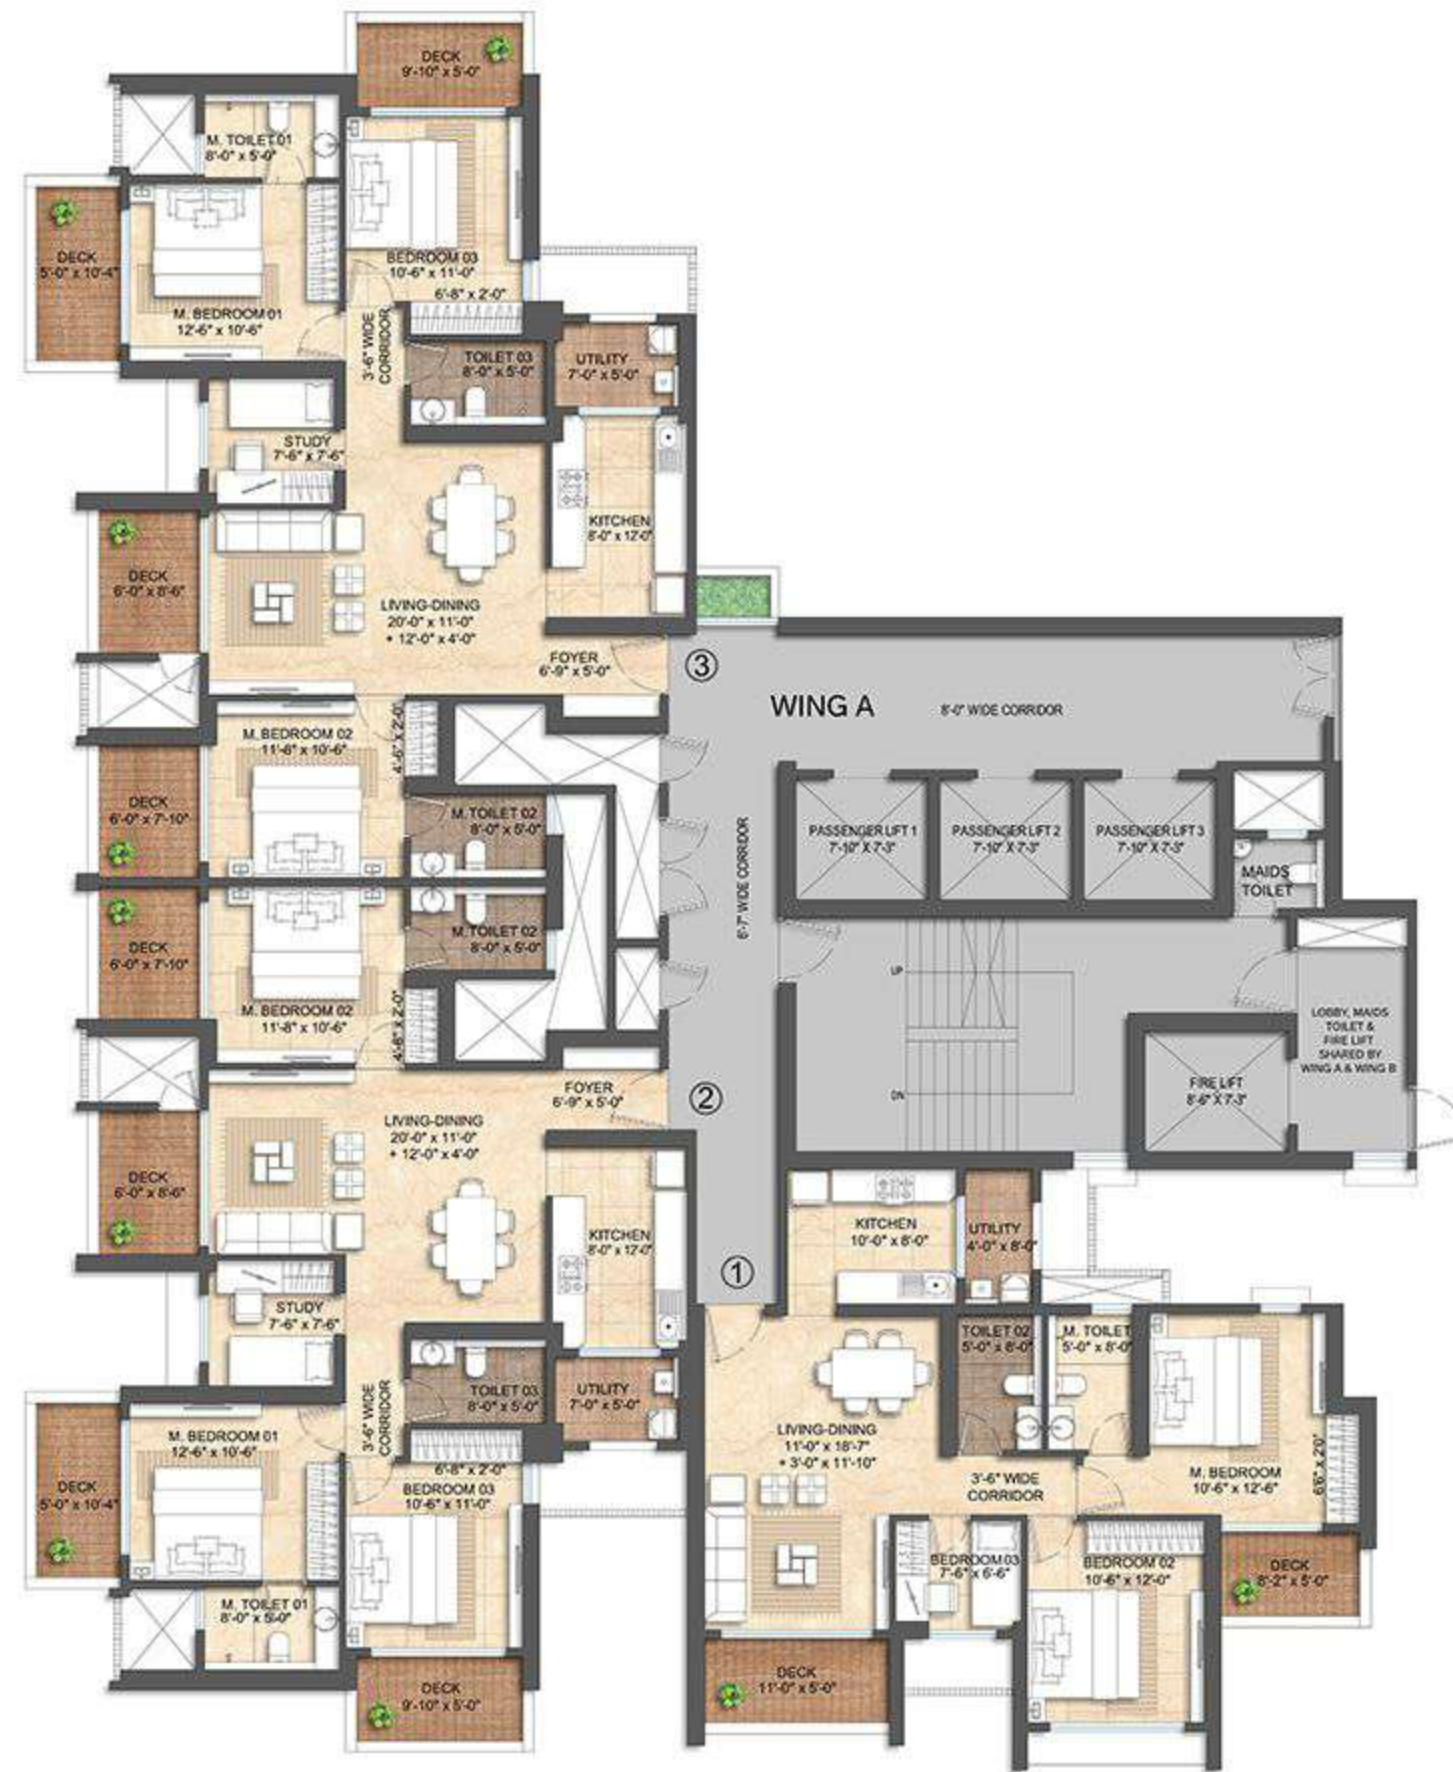 DECK
9'-10" x 5'-0"
M. TOILET 01
8'-0" x 5'-0"
DECK
5'-0" x 10'-4"
BEDROOM 03
10'-6" x 11'-0"
6'-8" x 2'-0"
M. BEDROOM 01
12'-6" x 10'-6"
3'-6" WIDE
CORRIDOR
TOILET 03
8'-0" x 5'-0"
UTILITY
7'-0" x 5'-0"
STUDY
7'-6" x 7'-6"
KITCHEN
8'-0" x 12'-0"
DECK
6'-0" x 8'-6"
LIVING-DINING
20'-0" x 11'-0"
+ 12'-0" x 4'-0"
FOYER
6'-9" x 5'-0"
3
WING A
8'-0" WIDE CORRIDOR
M. BEDROOM 02
11'-8" x 10'-6"
4'-6" x 2'-0"
DECK
6'-0" x 7'-10"
M. TOILET 02
8'-0" x 5'-0"
6'-7" WIDE CORRIDOR
PASSENGER LIFT 1
7'-10" X 7'-3"
PASSENGER LIFT 2
7'-10" X 7'-3"
PASSENGER LIFT 3
7'-10" X 7'-3"
MAIDS
TOILET
DECK
6'-0" x 7'-10"
M. TOILET 02
8'-0" x 5'-0"
M. BEDROOM 02
11'-8" x 10'-6"
4'-6" x 2'-0"
UP
DN
LOBBY, MAIDS
TOILET &
FIRE LIFT
SHARED BY
WING A & WING B
FIRE LIFT
8'-6" X 7'-3"
FOYER
6'-9" x 5'-0"
2
LIVING-DINING
20'-0" x 11'-0"
+ 12'-0" x 4'-0"
DECK
6'-0" x 8'-6"
KITCHEN
8'-0" x 12'-0"
STUDY
7'-6" x 7'-6"
1
KITCHEN
10'-0" x 8'-0"
UTILITY
4'-0" x 8'-0"
3'-6" WIDE
CORRIDOR
TOILET 03
8'-0" x 5'-0"
UTILITY
7'-0" x 5'-0"
TOILET 02
5'-0" x 8'-0"
M. TOILET
5'-0" x 8'-0"
M. BEDROOM 01
12'-6" x 10'-6"
6'-8" x 2'-0"
BEDROOM 03
10'-6" x 11'-0"
DECK
5'-0" x 10'-4"
LIVING-DINING
11'-0" x 18'-7"
+ 3'-0" x 11'-10"
3'-6" WIDE
CORRIDOR
M. BEDROOM
10'-6" x 12'-6"
6'6" x 2'0"
BEDROOM 03
7'-6" x 6'-6"
BEDROOM 02
10'-6" x 12'-0"
DECK
8'-2" x 5'-0"
M. TOILET 01
8'-0" x 5'-0"
DECK
9'-10" x 5'-0"
DECK
11'-0" x 5'-0"